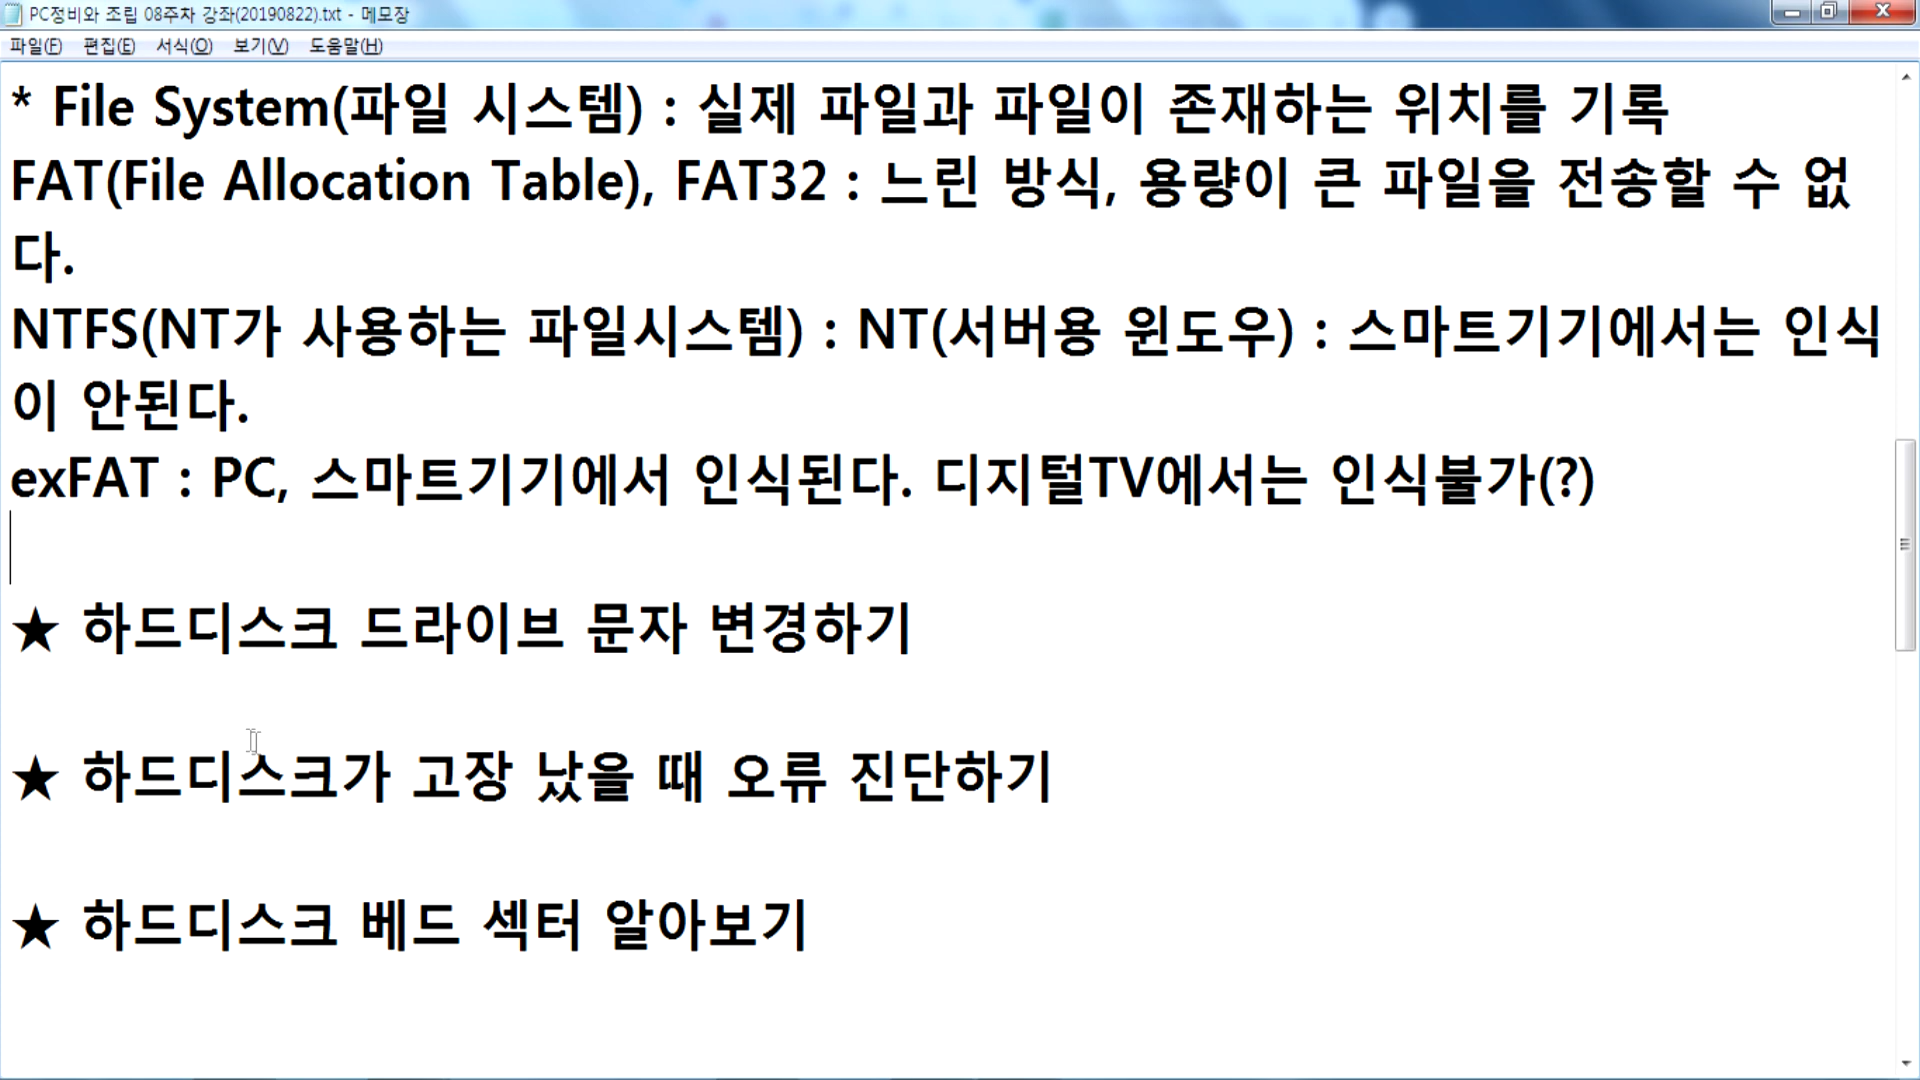 PC정비와 조립 08주차 강좌(20190822).txt - 메모장
파일(F) 편집(E) 서식(O) 보기(V) 도움말(H)
* File System(파일 시스템) : 실제 파일과 파일이 존재하는 위치를 기록
FAT(File Allocation Table), FAT32 : 느린 방식, 용량이 큰 파일을 전송할 수 없
다.
NTFS(NT가 사용하는 파일시스템) : NT(서버용 윈도우) : 스마트기기에서는 인식
이 안된다.
exFAT : PC, 스마트기기에서 인식된다. 디지털TV에서는 인식불가(?)
★ 하드디스크 드라이브 문자 변경하기
★ 하드디스크가 고장 났을 때 오류 진단하기
★ 하드디스크 베드 섹터 알아보기